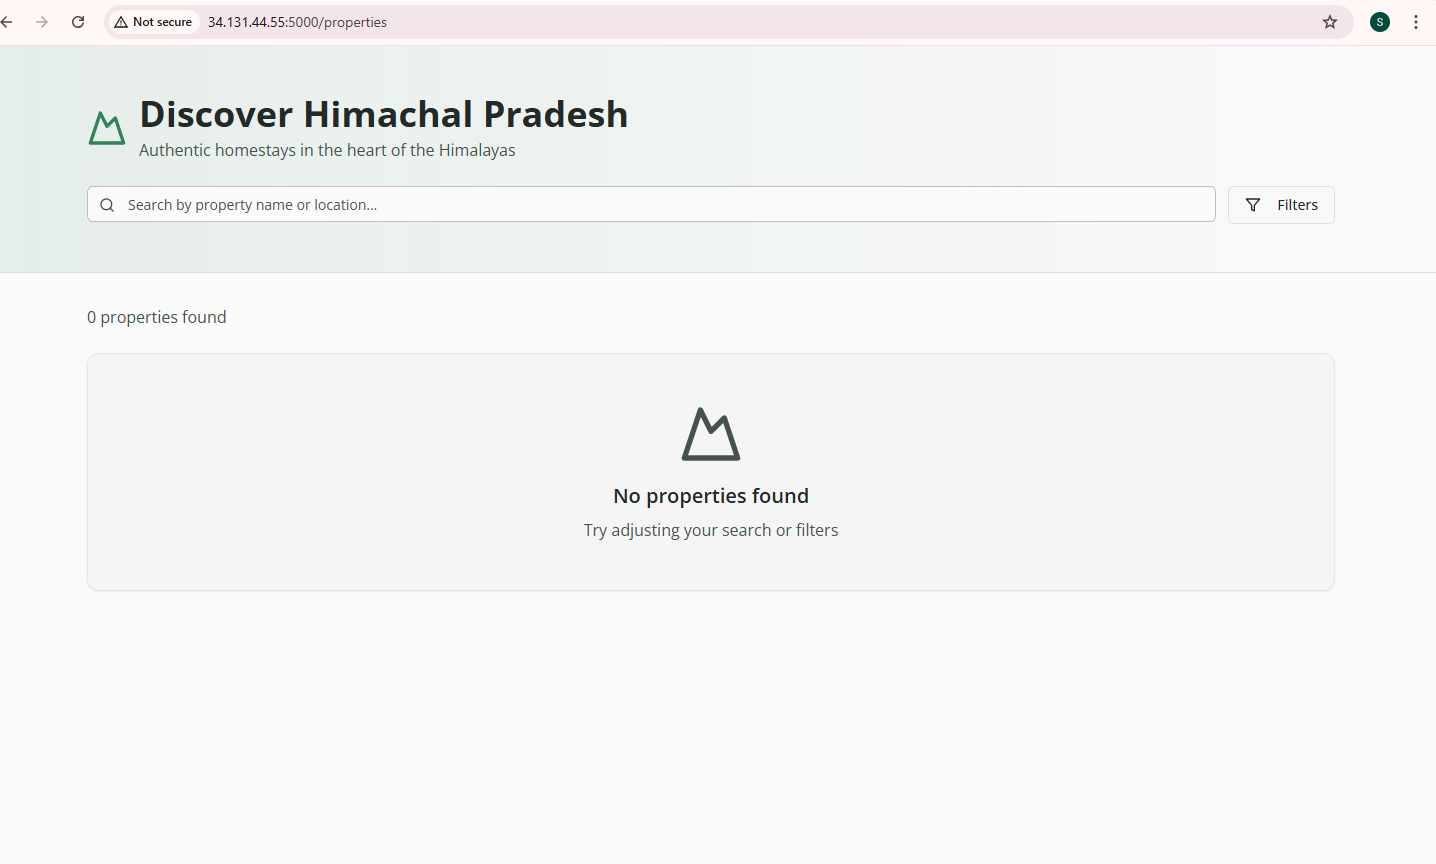 Not secure
34.131.44.55:5000/properties
S
Discover Himachal Pradesh
Authentic homestays in the heart of the Himalayas
Search by property name or location...
Filters
0 properties found
No properties found
Try adjusting your search or filters